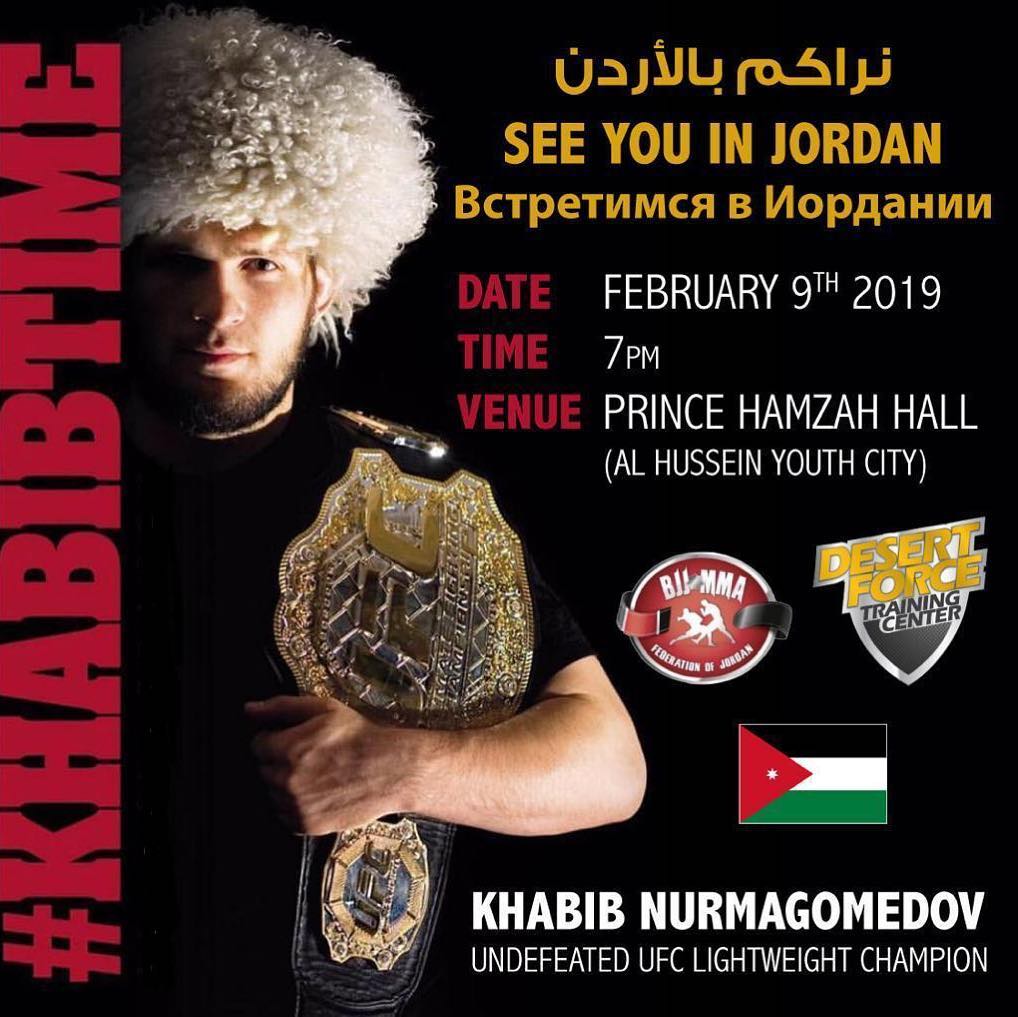 #KHABIBTIME
نراكم بالأردن
SEE YOU IN JORDAN
Встретимся в Иордании
DATE FEBRUARY 9TH 2019
TIME 7PM
VENUE PRINCE HAMZAH HALL
(AL HUSSEIN YOUTH CITY)
BJJ MMA
FEDERATION OF JORDAN
DESERT
FORCE
TRAINING
CENTER
UFC
UFC
KHABIB NURMAGOMEDOV
UNDEFEATED UFC LIGHTWEIGHT CHAMPION